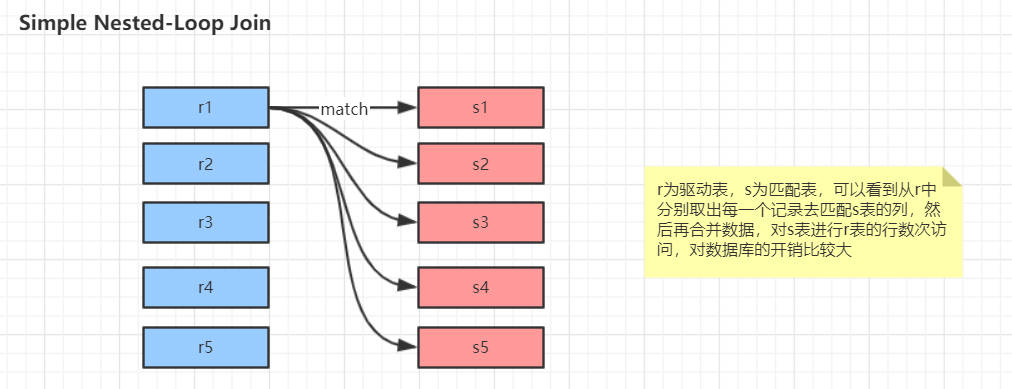 Simple Nested-Loop Join
r1
match
s1
r2
s2
r3
s3
r4
s4
r5
s5
r为驱动表，s为匹配表，可以看到从r中
分别取出每一个记录去匹配s表的列，然
后再合并数据，对s表进行r表的行数次访
问，对数据库的开销比较大